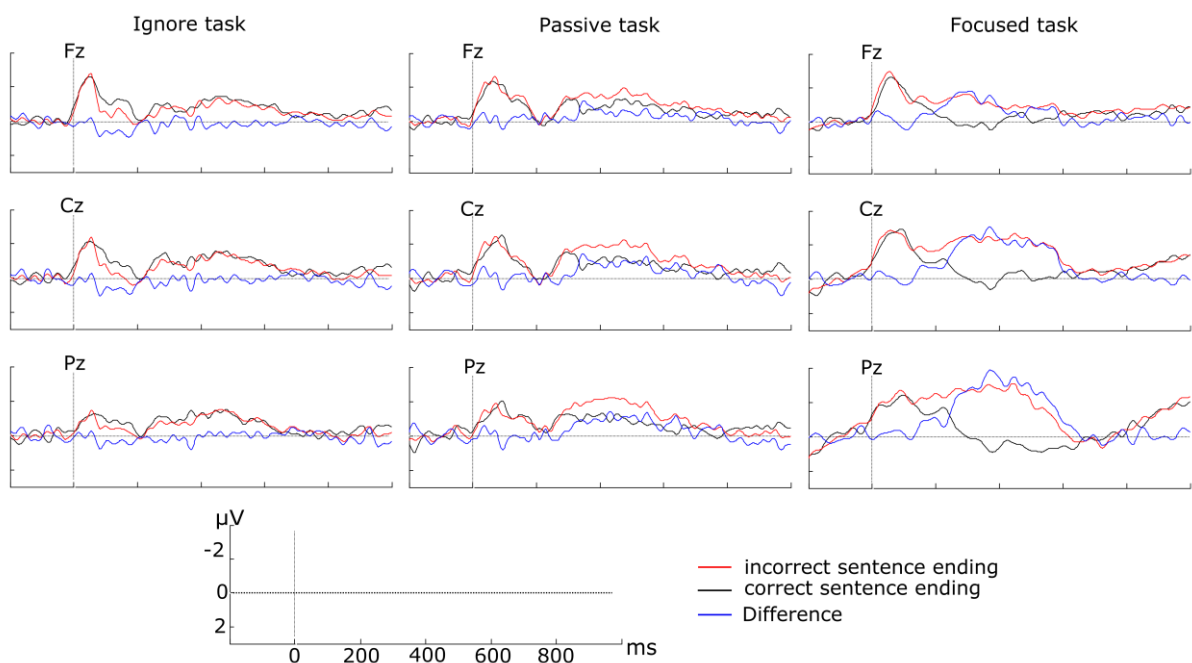 Ignore task
Passive task
Focused task
Fz
Fz
Fz
Cz
Cz
Cz
Pz
Pz
Pz
µV
-2
0
2
0 200 400 600 800 ms
incorrect sentence ending
correct sentence ending
Difference